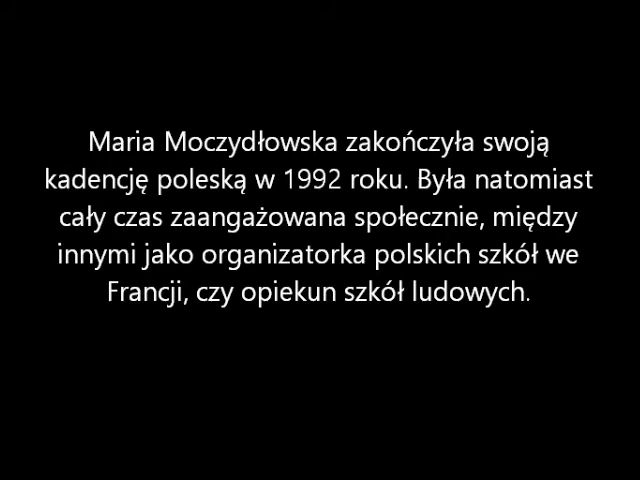 Maria Moczydłowska zakończyła swoją
kadencję poleską w 1992 roku. Była natomiast
cały czas zaangażowana społecznie, między
innymi jako organizatorka polskich szkół we
Francji, czy opiekun szkół ludowych.